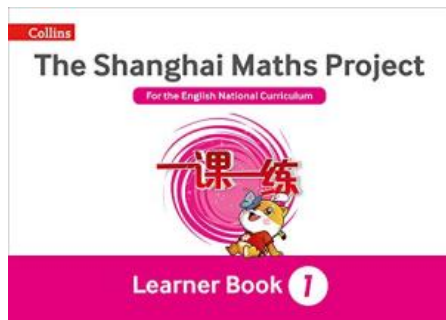 Collins
The Shanghai Maths Project
For the English National Curriculum
一课一练
Learner Book 1